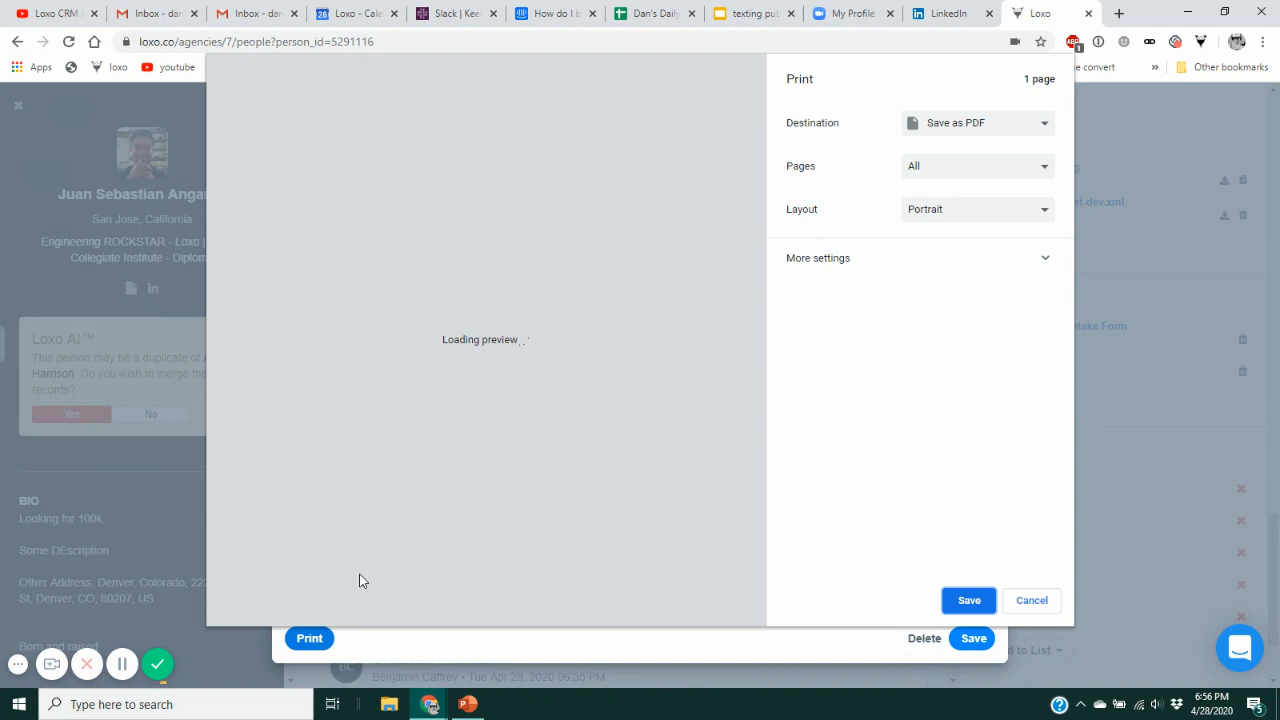 Loxo CRM
Inbox - dan
Inbox - dan
Loxo - Cale
Slack | Kee
How do I b
Dan's Daily
texting pub
My Profile
LinkedIn
Loxo
loxo.co/agencies/7/people?person_id=5291116
Apps
loxo
youtube
e convert
»
Other bookmarks
Print
1 page
Destination
Save as PDF
Pages
All
Layout
Portrait
More settings
Loading preview
Save
Cancel
Juan Sebastian Angar
San Jose, California
Engineering ROCKSTAR - Loxo |
Collegiate Institute - Diplom
Loxo AI™
This person may be a duplicate of A
Harrison. Do you wish to merge the
records?
Yes
No
BIO
Looking for 100k.
Some DEscription
Other Address: Denver, Colorado, 222
St, Denver, CO, 80207, US
Born and raised
st-dev.xml
ntake Form
Print
Delete
Save
d to List
BC
Benjamin Caffrey • Tue Apr 28, 2020 06:35 PM
Type here to search
6:56 PM
4/28/2020
5